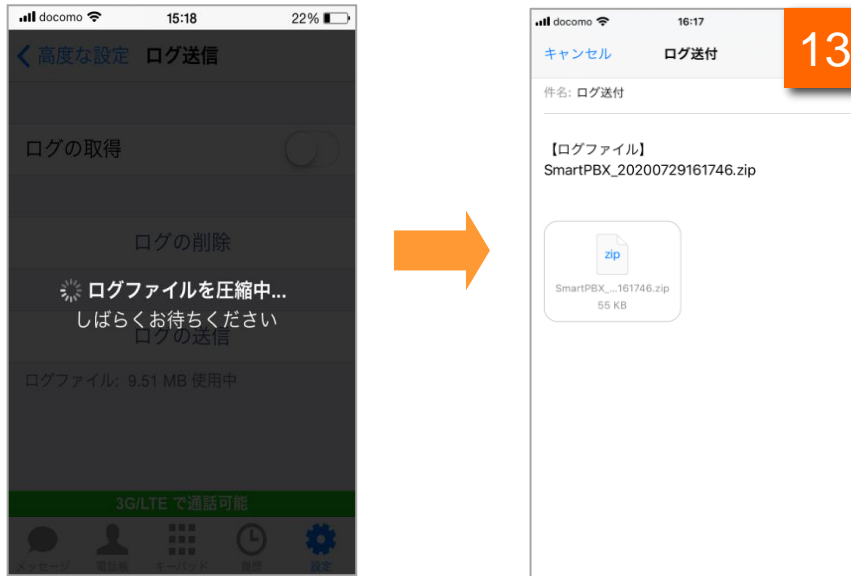 docomo 15:18 22%
高度な設定 ログ送信
ログの取得
ログの削除
ログファイルを圧縮中...
しばらくお待ちください
ログの送信
ログファイル: 9.51 MB 使用中
3G/LTE で通話可能
メッセージ 電話帳 キーパッド 履歴 設定
docomo 16:17
13
キャンセル ログ送付
件名: ログ送付
【ログファイル】
SmartPBX_20200729161746.zip
zip
SmartPBX_...161746.zip
55 KB